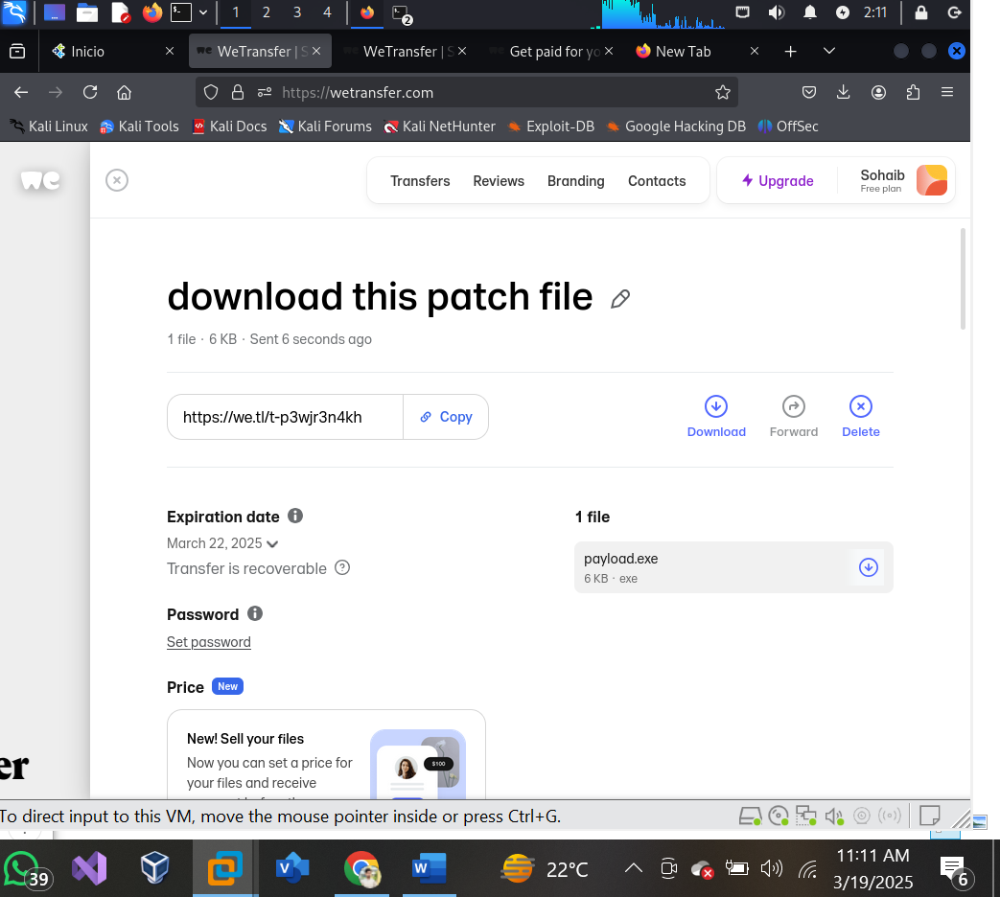 1 2 3 4 2 2:11
Inicio WeTransfer | S WeTransfer | S Get paid for yo New Tab
https://wetransfer.com
Kali Linux Kali Tools Kali Docs Kali Forums Kali NetHunter Exploit-DB Google Hacking DB OffSec
we Transfers Reviews Branding Contacts Upgrade Sohaib
Free plan
download this patch file
1 file · 6 KB · Sent 6 seconds ago
https://we.tl/t-p3wjr3n4kh Copy
Download Forward Delete
Expiration date
March 22, 2025
Transfer is recoverable
Password
Set password
Price New
New! Sell your files
Now you can set a price for
your files and receive
$100
1 file
payload.exe
6 KB · exe
er
To direct input to this VM, move the mouse pointer inside or press Ctrl+G.
39 V W 22°C 11:11 AM
3/19/2025
6